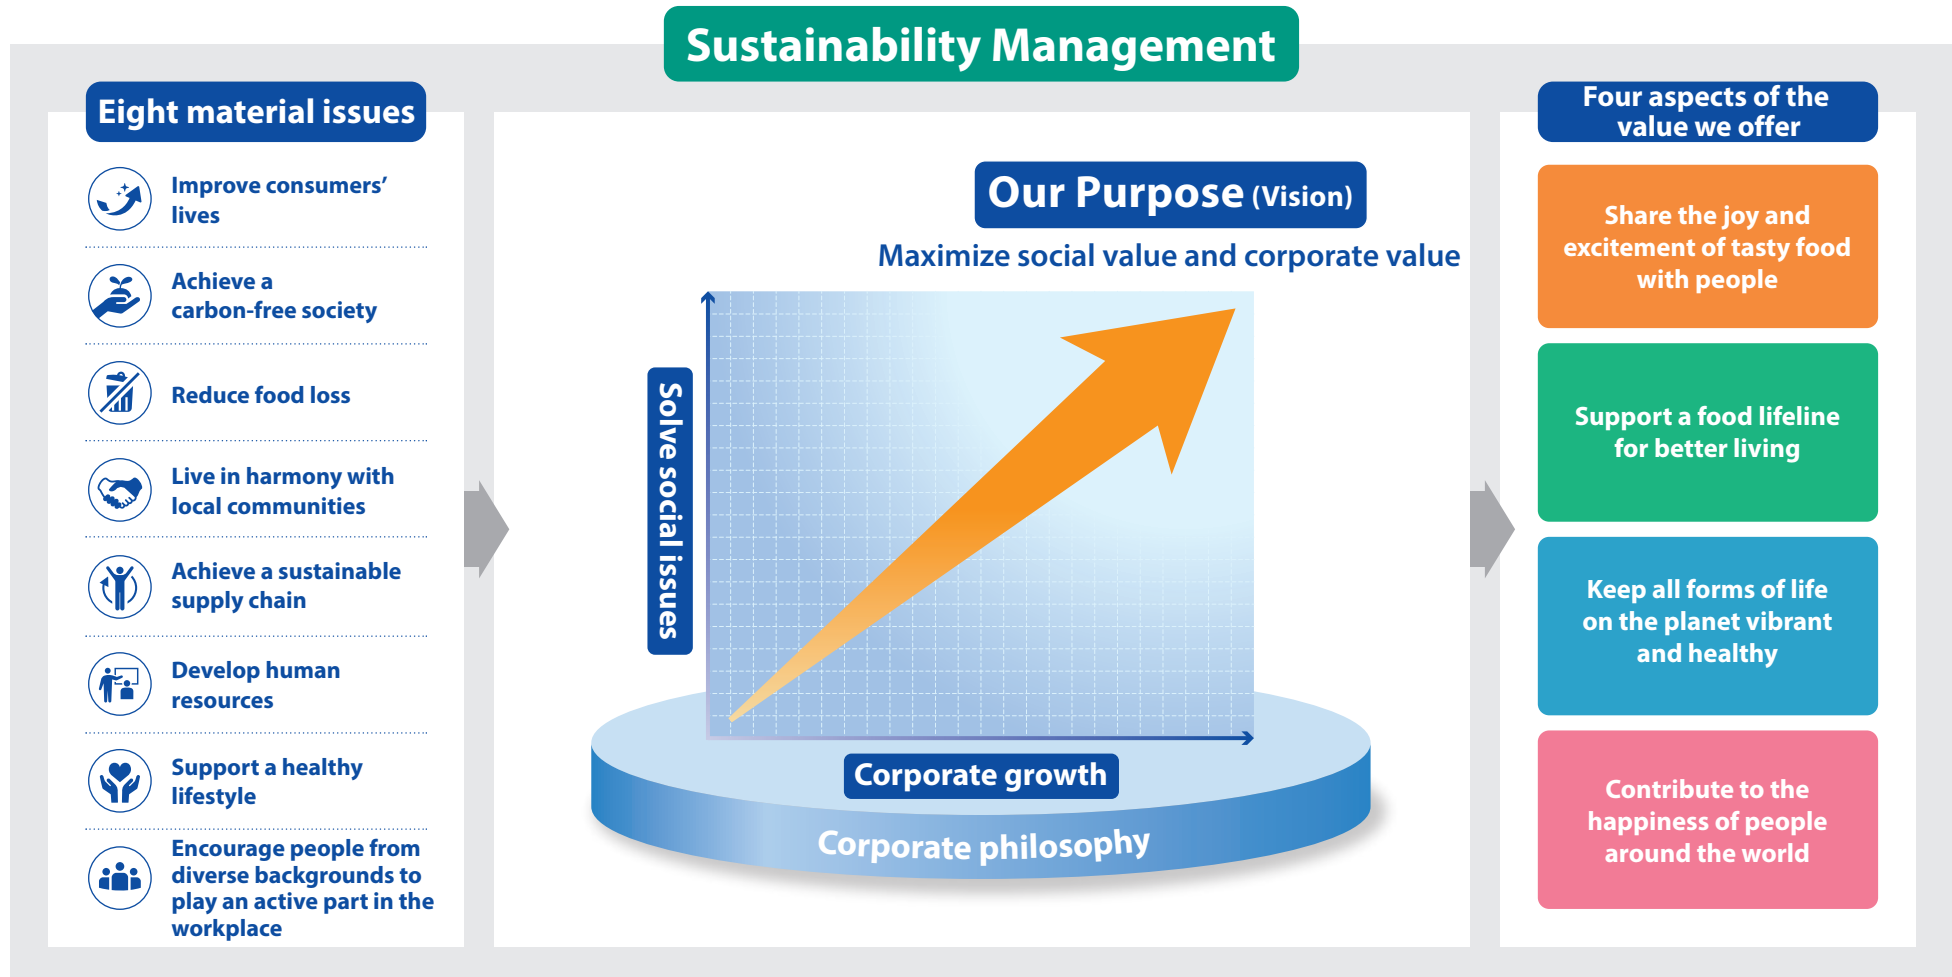 Sustainability Management
Eight material issues
Improve consumers’
lives
Achieve a
carbon-free society
Reduce food loss
Live in harmony with
local communities
Achieve a sustainable
supply chain
Develop human
resources
Support a healthy
lifestyle
Encourage people from
diverse backgrounds to
play an active part in the
workplace
Our Purpose (Vision)
Maximize social value and corporate value
Solve social issues
Corporate growth
Corporate philosophy
Four aspects of the
value we offer
Share the joy and
excitement of tasty food
with people
Support a food lifeline
for better living
Keep all forms of life
on the planet vibrant
and healthy
Contribute to the
happiness of people
around the world